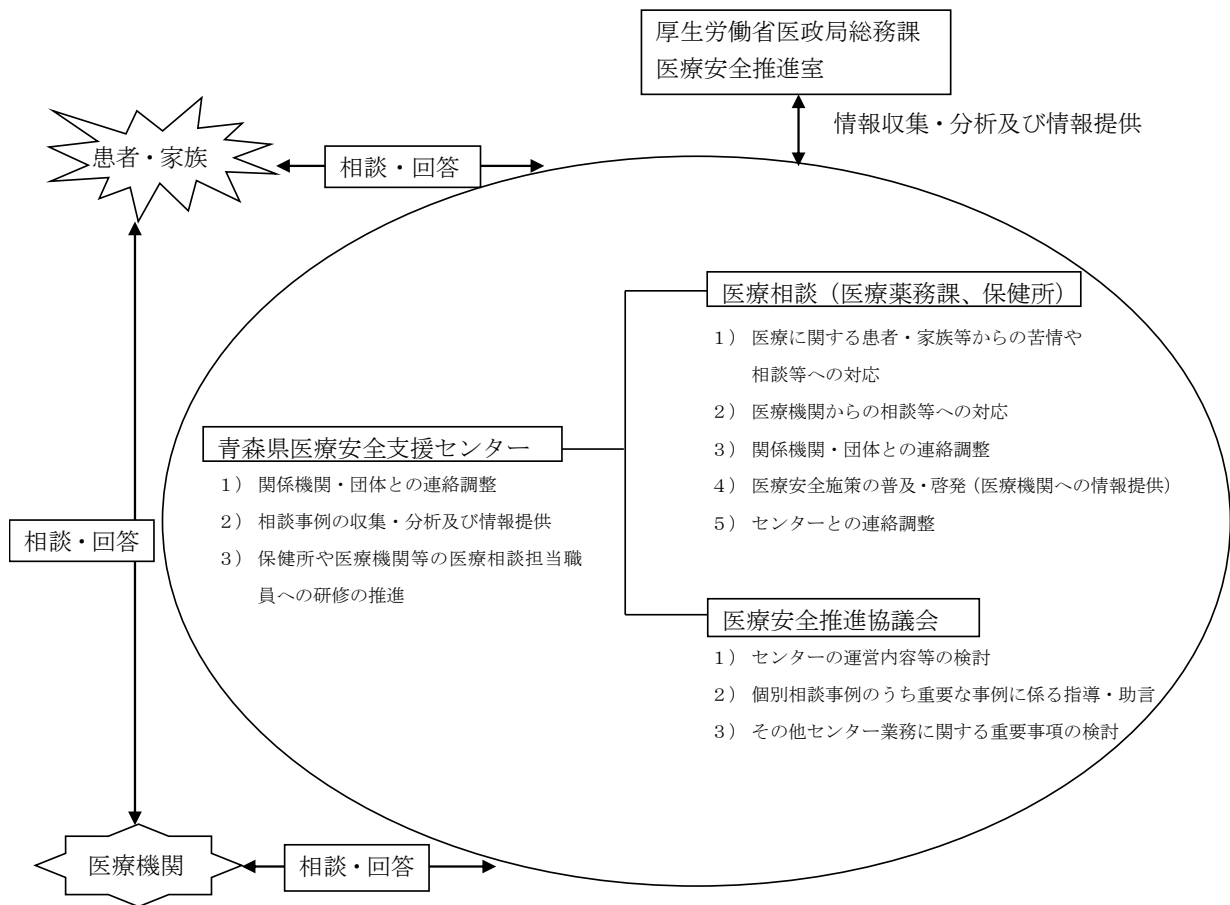 厚生労働省医政局総務課
医療安全推進室
情報収集・分析及び情報提供
患者・家族
相談・回答
医療相談（医療薬務課、保健所）
１） 医療に関する患者・家族等からの苦情や
相談等への対応
２） 医療機関からの相談等への対応
３） 関係機関・団体との連絡調整
４） 医療安全施策の普及・啓発（医療機関への情報提供）
５） センターとの連絡調整
青森県医療安全支援センター
１） 関係機関・団体との連絡調整
２） 相談事例の収集・分析及び情報提供
３） 保健所や医療機関等の医療相談担当職
員への研修の推進
相談・回答
医療安全推進協議会
１） センターの運営内容等の検討
２） 個別相談事例のうち重要な事例に係る指導・助言
３） その他センター業務に関する重要事項の検討
医療機関
相談・回答